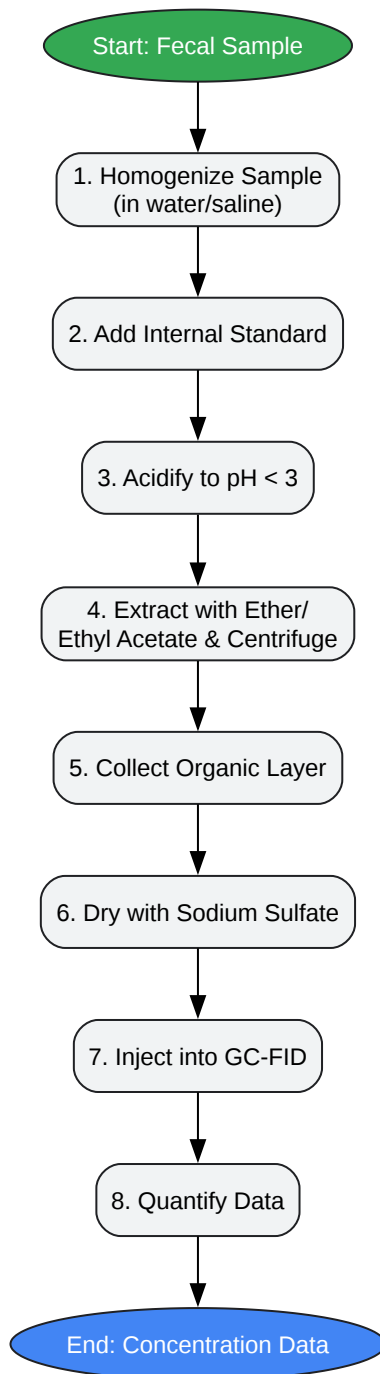 Start: Fecal Sample
1. Homogenize Sample
(in water/saline)
2. Add Internal Standard
3. Acidify to pH < 3
4. Extract with Ether/
Ethyl Acetate & Centrifuge
5. Collect Organic Layer
6. Dry with Sodium Sulfate
7. Inject into GC-FID
8. Quantify Data
End: Concentration Data